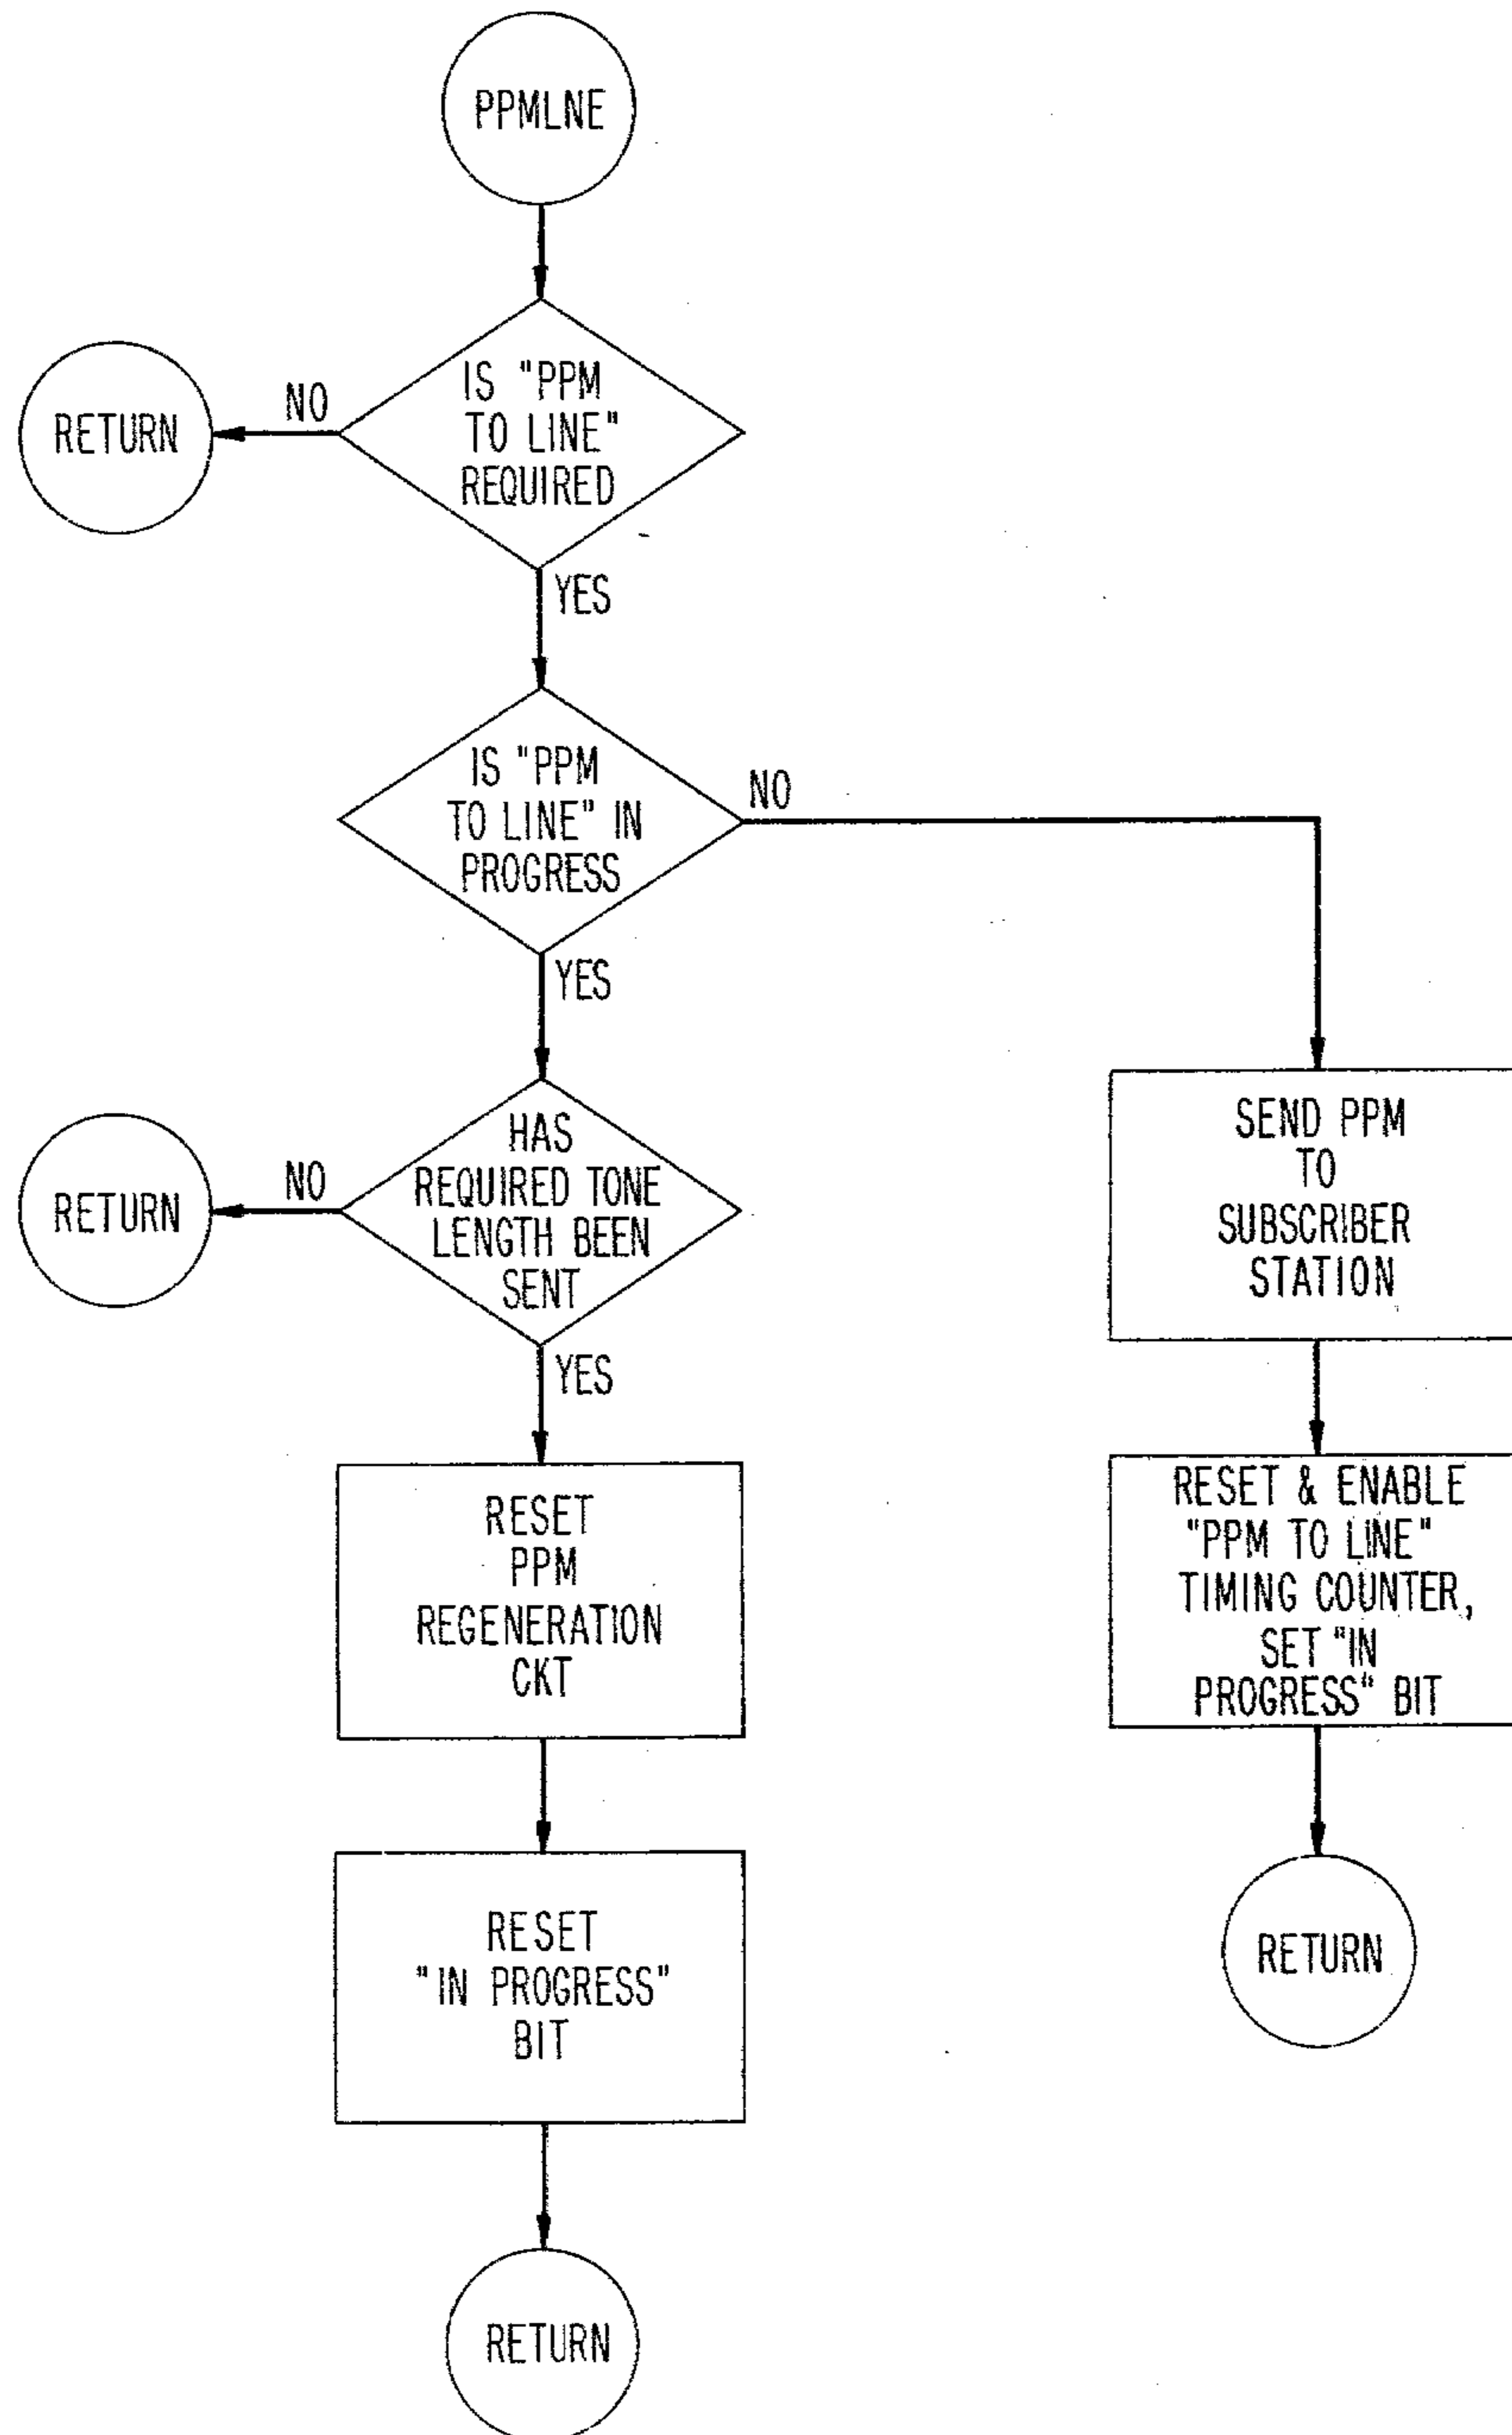 PPMLNE
IS "PPM
TO LINE"
REQUIRED
NO
RETURN
YES
IS "PPM
TO LINE" IN
PROGRESS
NO
YES
HAS
REQUIRED TONE
LENGTH BEEN
SENT
NO
RETURN
YES
SEND PPM
TO
SUBSCRIBER
STATION
RESET
PPM
REGENERATION
CKT
RESET & ENABLE
"PPM TO LINE"
TIMING COUNTER,
SET "IN
PROGRESS" BIT
RESET
"IN PROGRESS"
BIT
RETURN
RETURN